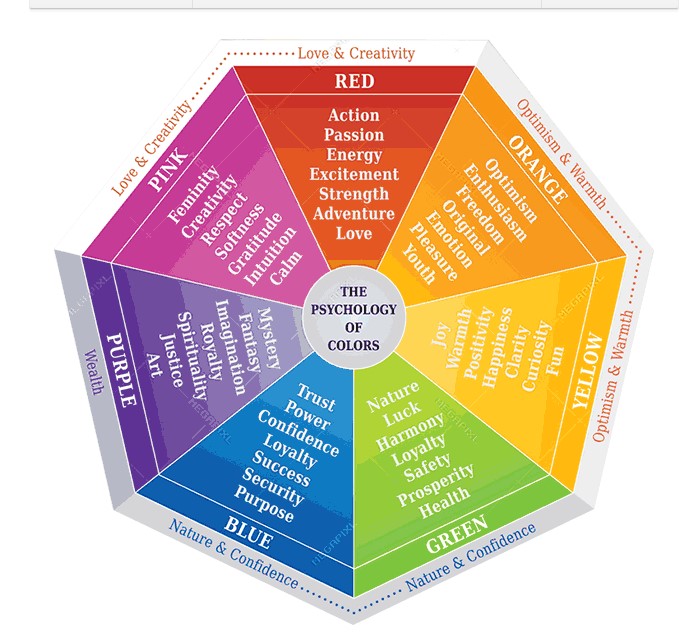 Love & Creativity
RED
Action
Passion
Energy
Excitement
Strength
Adventure
Love
Optimism & Warmth
ORANGE
Optimism
Enthusiasm
Freedom
Original
Emotion
Pleasure
Youth
Optimism & Warmth
YELLOW
Joy
Warmth
Positivity
Happiness
Clarity
Curiosity
Fun
Nature & Confidence
GREEN
Nature
Luck
Harmony
Loyalty
Safety
Prosperity
Health
Nature & Confidence
BLUE
Trust
Power
Confidence
Loyalty
Success
Security
Purpose
Wealth
PURPLE
Mystery
Fantasy
Imagination
Royalty
Spirituality
Justice
Art
Love & Creativity
PINK
Feminity
Creativity
Respect
Softness
Gratitude
Intuition
Calm
THE
PSYCHOLOGY
OF
COLORS
MEGAPIXL